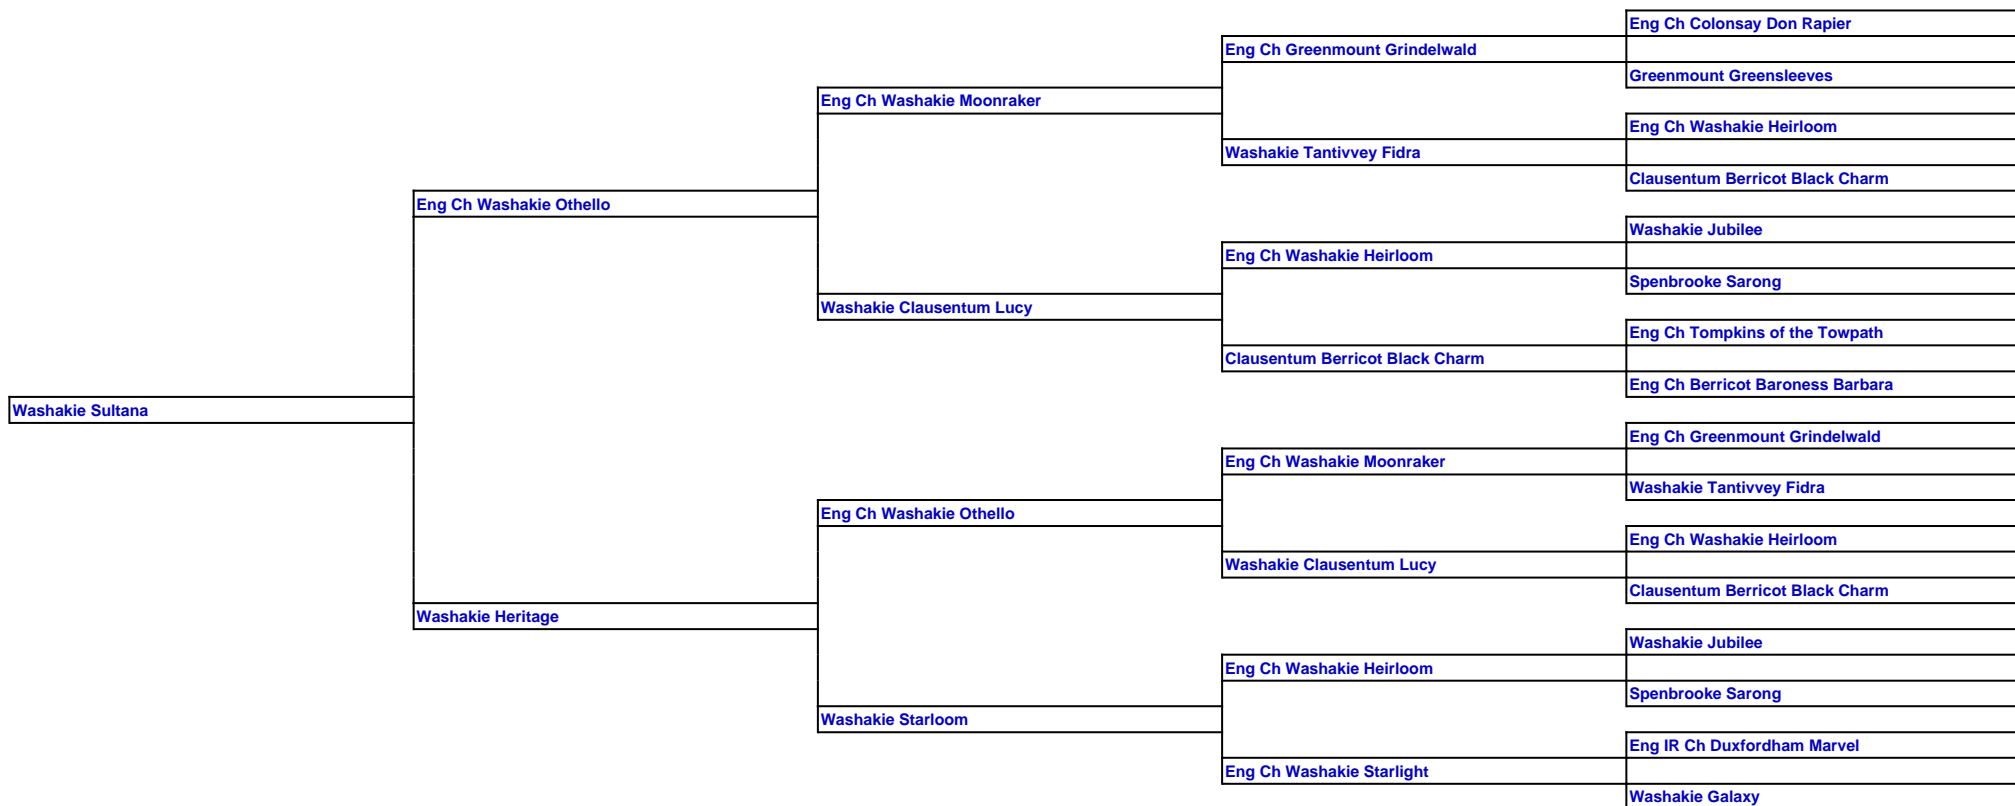 Eng Ch Colonsay Don Rapier
Eng Ch Greenmount Grindelwald
Greenmount Greensleeves
Eng Ch Washakie Moonraker
Eng Ch Washakie Heirloom
Washakie Tantivvey Fidra
Clausentum Berricot Black Charm
Eng Ch Washakie Othello
Washakie Jubilee
Eng Ch Washakie Heirloom
Spenbrooke Sarong
Washakie Clausentum Lucy
Eng Ch Tompkins of the Towpath
Clausentum Berricot Black Charm
Eng Ch Berricot Baroness Barbara
Washakie Sultana
Eng Ch Greenmount Grindelwald
Eng Ch Washakie Moonraker
Washakie Tantivvey Fidra
Eng Ch Washakie Othello
Eng Ch Washakie Heirloom
Washakie Clausentum Lucy
Clausentum Berricot Black Charm
Washakie Heritage
Washakie Jubilee
Eng Ch Washakie Heirloom
Spenbrooke Sarong
Washakie Starloom
Eng IR Ch Duxfordham Marvel
Eng Ch Washakie Starlight
Washakie Galaxy